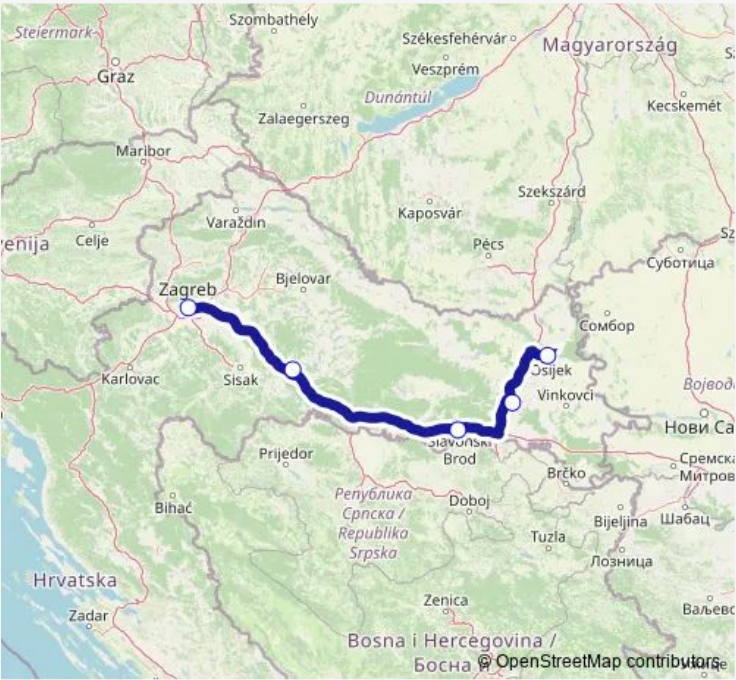 Steiermark
Szombathely
Székesfehérvár
Magyarország
Graz
Veszprém
Dunántúl
Kecskemét
Zalaegerszeg
Maribor
Szekszárd
Kaposvár
Varaždin
Celje
enija
Pécs
Суботица
Zagreb
Bjelovar
Сомбор
Karlovac
Sisak
Osijek
Vinkovci
Војвод
Нови Са
Slavonski
Brod
Prijedor
Сремска
Митров
Brčko
Република
Српска /
Republika
Srpska
Bihać
Doboj
Bijeljina
Шабац
Tuzla
Лозница
Hrvatska
Zenica
Zadar
Ваљево
Bosna i Hercegovina /
Босна и
© OpenStreetMap contributors